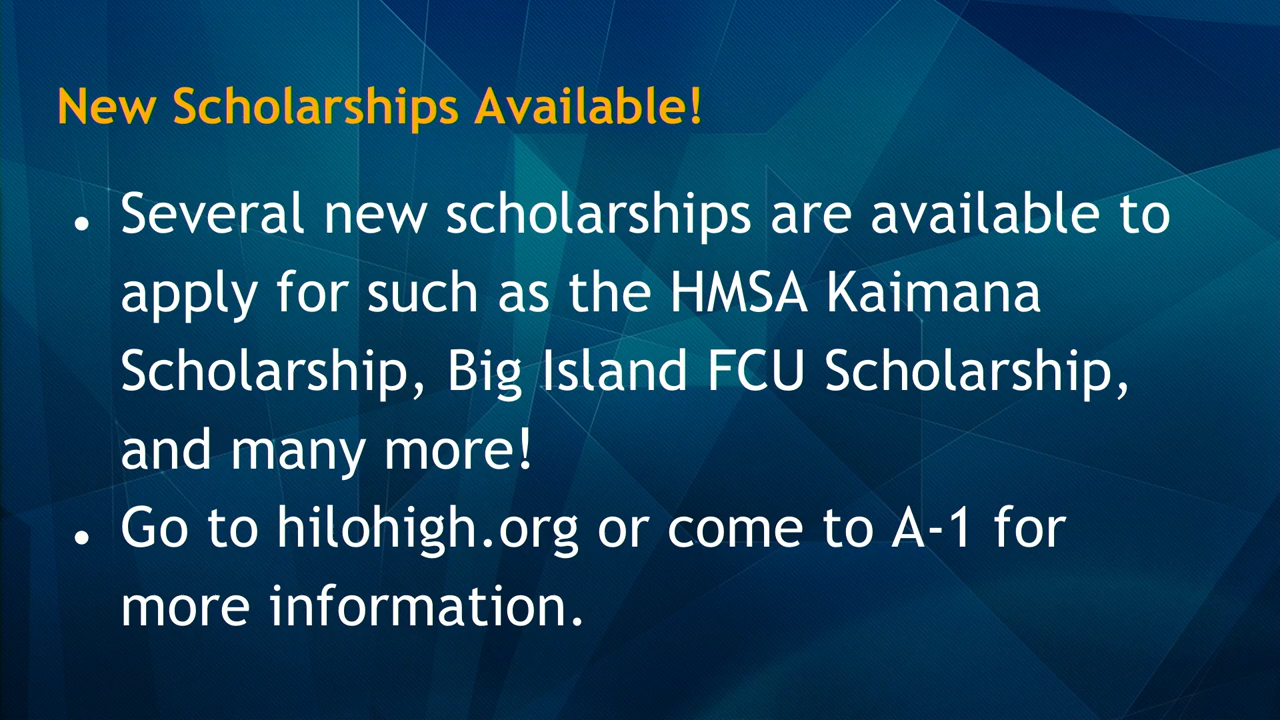 New Scholarships Available!
• Several new scholarships are available to
apply for such as the HMSA Kaimana
Scholarship, Big Island FCU Scholarship,
and many more!
• Go to hilohigh.org or come to A-1 for
more information.